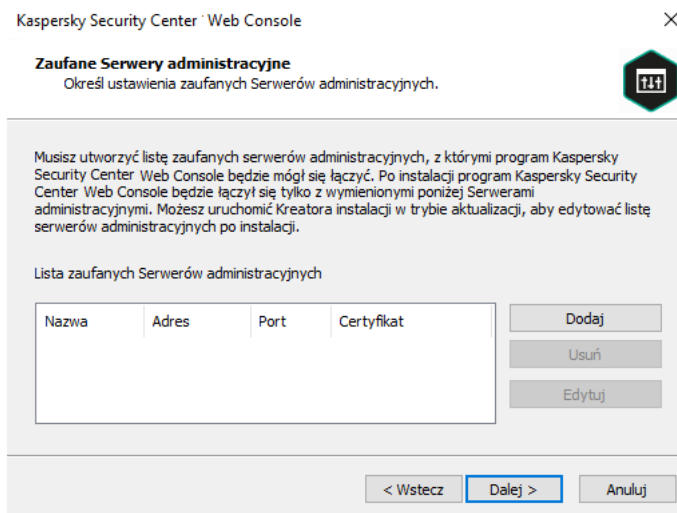 Kaspersky Security Center Web Console
Zaufane Serwery administracyjne
Określ ustawienia zaufanych Serwerów administracyjnych.
Musisz utworzyć listę zaufanych serwerów administracyjnych, z którymi program Kaspersky
Security Center Web Console będzie mógł się łączyć. Po instalacji program Kaspersky Security
Center Web Console będzie łączył się tylko z wymienionymi poniżej Serwerami
administracyjnymi. Możesz uruchomić Kreatora instalacji w trybie aktualizacji, aby edytować listę
serwerów administracyjnych po instalacji.
Lista zaufanych Serwerów administracyjnych
Nazwa Adres Port Certyfikat
Dodaj
Usuń
Edytuj
< Wstecz Dalej > Anuluj